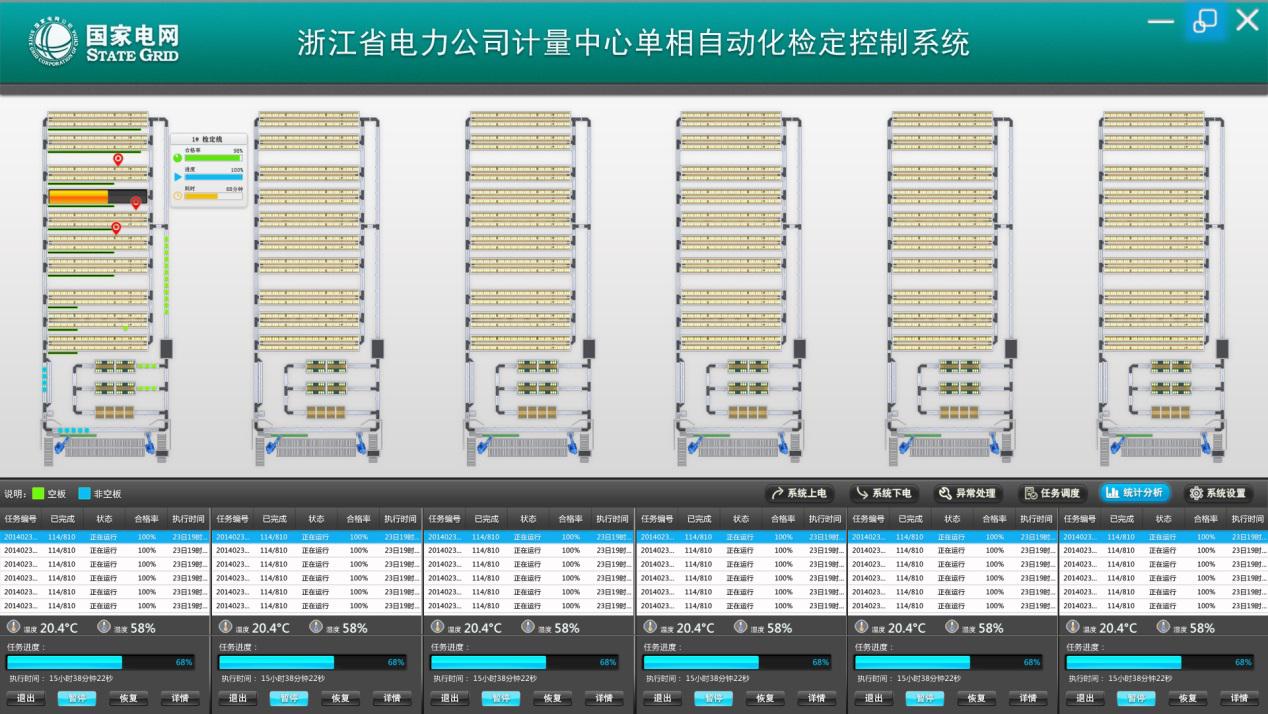 国家电网
STATE GRID
浙江省电力公司计量中心单相自动化检定控制系统
1# 检定线
合格率 98%
进度 100%
耗时 88分钟
说明: 空板 非空板
系统上电 系统下电 异常处理 任务调度 统计分析 系统设置
任务编号 已完成 状态 合格率 执行时间 任务编号 已完成 状态 合格率 执行时间 任务编号 已完成 状态 合格率 执行时间 任务编号 已完成 状态 合格率 执行时间 任务编号 已完成 状态 合格率 执行时间 任务编号 已完成 状态 合格率 执行时间
2014023... 114/810 正在运行 100% 23日19时... 2014023... 114/810 正在运行 100% 23日19时... 2014023... 114/810 正在运行 100% 23日19时... 2014023... 114/810 正在运行 100% 23日19时... 2014023... 114/810 正在运行 100% 23日19时... 2014023... 114/810 正在运行 100% 23日19时...
2014023... 114/810 正在运行 100% 23日19时... 2014023... 114/810 正在运行 100% 23日19时... 2014023... 114/810 正在运行 100% 23日19时... 2014023... 114/810 正在运行 100% 23日19时... 2014023... 114/810 正在运行 100% 23日19时... 2014023... 114/810 正在运行 100% 23日19时...
2014023... 114/810 正在运行 100% 23日19时... 2014023... 114/810 正在运行 100% 23日19时... 2014023... 114/810 正在运行 100% 23日19时... 2014023... 114/810 正在运行 100% 23日19时... 2014023... 114/810 正在运行 100% 23日19时... 2014023... 114/810 正在运行 100% 23日19时...
2014023... 114/810 正在运行 100% 23日19时... 2014023... 114/810 正在运行 100% 23日19时... 2014023... 114/810 正在运行 100% 23日19时... 2014023... 114/810 正在运行 100% 23日19时... 2014023... 114/810 正在运行 100% 23日19时... 2014023... 114/810 正在运行 100% 23日19时...
2014023... 114/810 正在运行 100% 23日19时... 2014023... 114/810 正在运行 100% 23日19时... 2014023... 114/810 正在运行 100% 23日19时... 2014023... 114/810 正在运行 100% 23日19时... 2014023... 114/810 正在运行 100% 23日19时... 2014023... 114/810 正在运行 100% 23日19时...
2014023... 114/810 正在运行 100% 23日19时... 2014023... 114/810 正在运行 100% 23日19时... 2014023... 114/810 正在运行 100% 23日19时... 2014023... 114/810 正在运行 100% 23日19时... 2014023... 114/810 正在运行 100% 23日19时... 2014023... 114/810 正在运行 100% 23日19时...
温度 20.4°C 湿度 58% 温度 20.4°C 湿度 58% 温度 20.4°C 湿度 58% 温度 20.4°C 湿度 58% 温度 20.4°C 湿度 58% 温度 20.4°C 湿度 58%
任务进度: 任务进度: 任务进度: 任务进度: 任务进度: 任务进度:
68% 68% 68% 68% 68% 68%
执行时间: 15小时38分钟22秒 执行时间: 15小时38分钟22秒 执行时间: 15小时38分钟22秒 执行时间: 15小时38分钟22秒 执行时间: 15小时38分钟22秒 执行时间: 15小时38分钟22秒
退出 暂停 恢复 详情 退出 暂停 恢复 详情 退出 暂停 恢复 详情 退出 暂停 恢复 详情 退出 暂停 恢复 详情 退出 暂停 恢复 详情